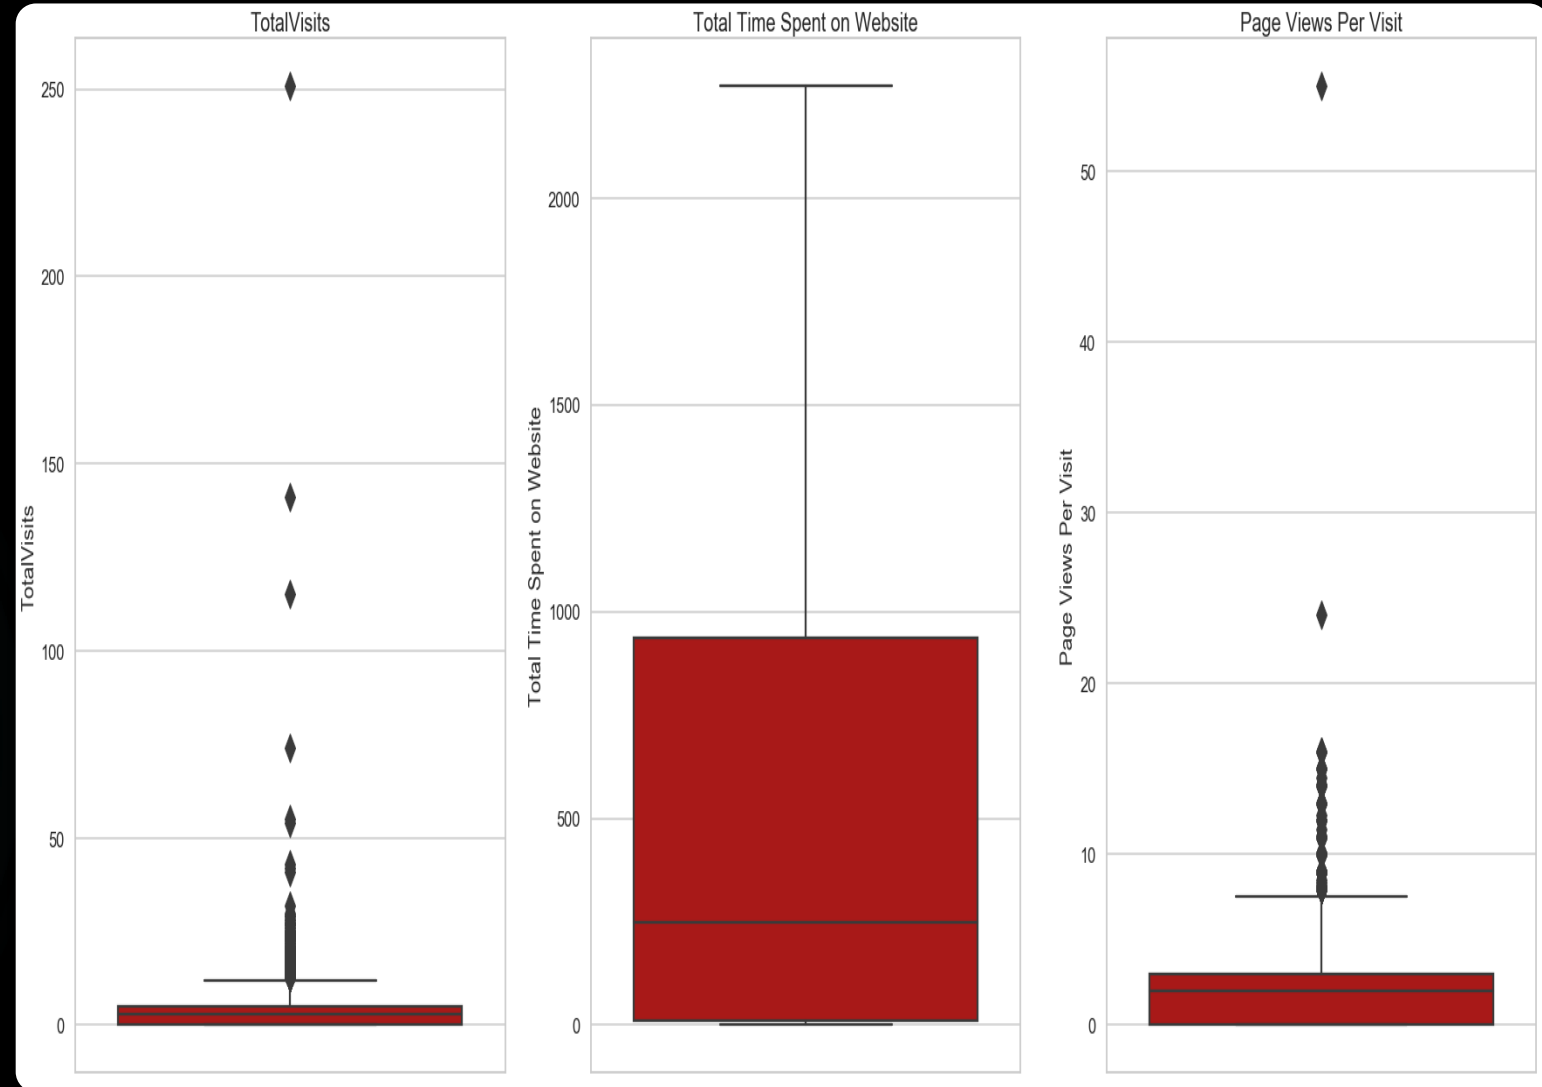 TotalVisits
Total Time Spent on Website
Page Views Per Visit
TotalVisits
250
200
150
100
50
0
Total Time Spent on Website
2000
1500
1000
500
0
Page Views Per Visit
50
40
30
20
10
0